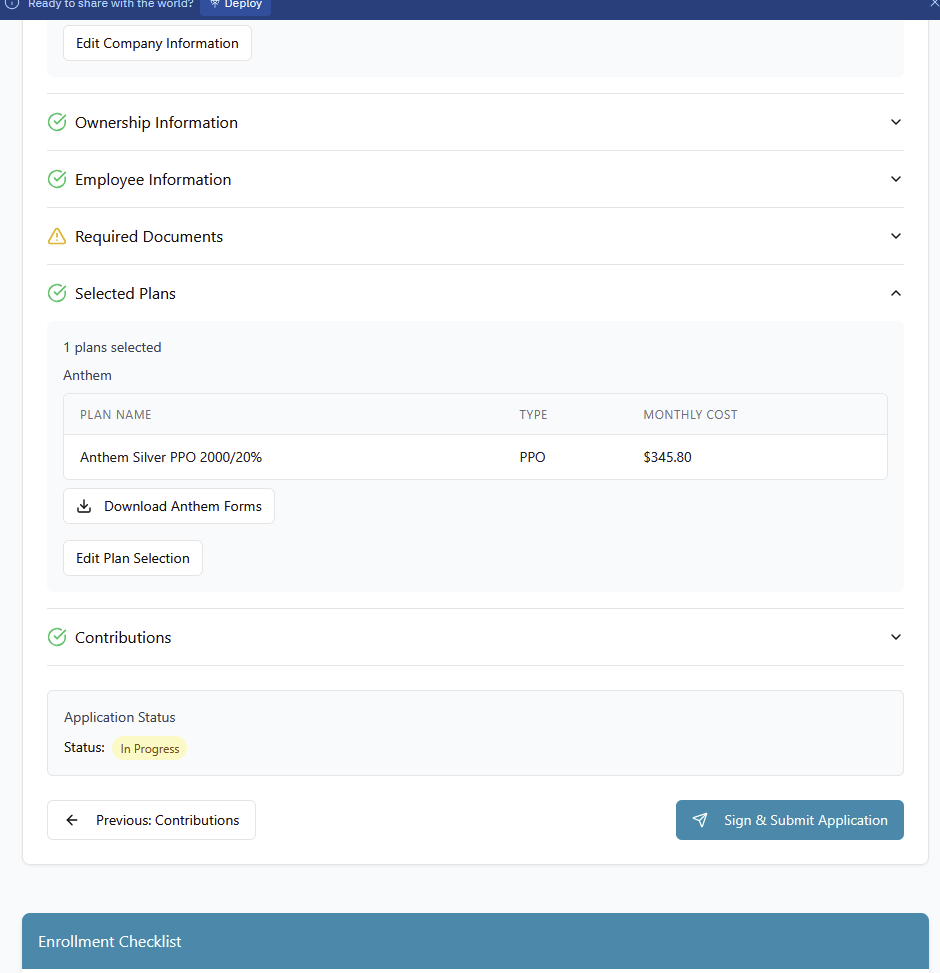 Ready to share with the world? Deploy
Edit Company Information
Ownership Information
Employee Information
Required Documents
Selected Plans
1 plans selected
Anthem
PLAN NAME TYPE MONTHLY COST
Anthem Silver PPO 2000/20% PPO $345.80
Download Anthem Forms
Edit Plan Selection
Contributions
Application Status
Status: In Progress
Previous: Contributions Sign & Submit Application
Enrollment Checklist